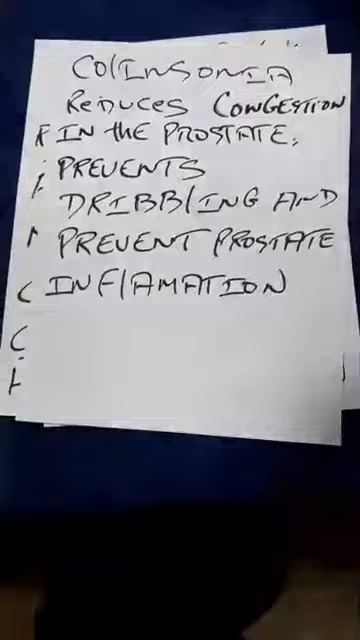 COlINSONIA
REDUCES CONGESTION
IN THE PROSTATE.
PREVENTS
DRIBBlING AND
PREVENT PROSTATE
INFlAMATION